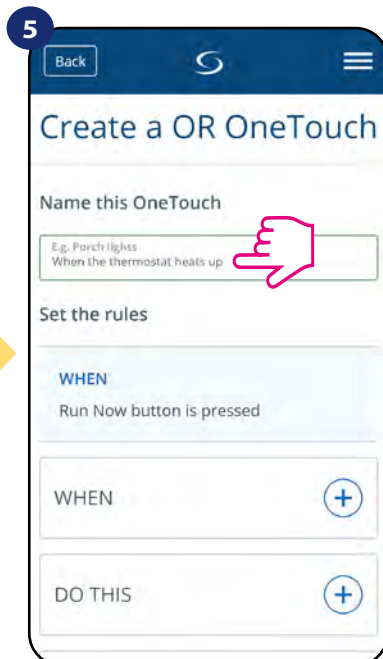 5
Back
Create a OR OneTouch
Name this OneTouch
E.g. Porch lights
When the thermostat heats up
Set the rules
WHEN
Run Now button is pressed
WHEN
DO THIS